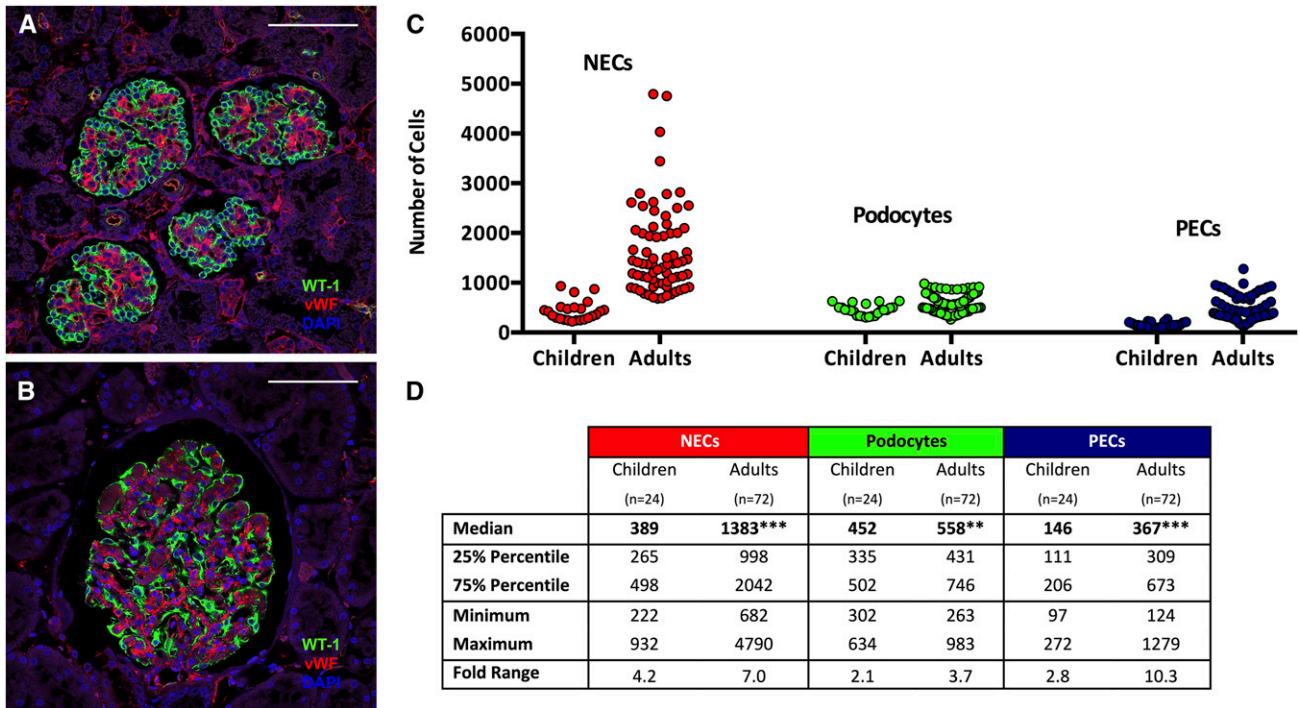 A
WT-1
vWF
DAPI
B
WT-1
vWF
DAPI
C
Number of Cells
6000
5000
4000
3000
2000
1000
0
NECs
Podocytes
PECs
Children Adults Children Adults Children Adults
D
NECs Podocytes PECs
Children Adults Children Adults Children Adults
(n=24) (n=72) (n=24) (n=72) (n=24) (n=72)
Median 389 1383*** 452 558** 146 367***
25% Percentile 265 998 335 431 111 309
75% Percentile 498 2042 502 746 206 673
Minimum 222 682 302 263 97 124
Maximum 932 4790 634 983 272 1279
Fold Range 4.2 7.0 2.1 3.7 2.8 10.3